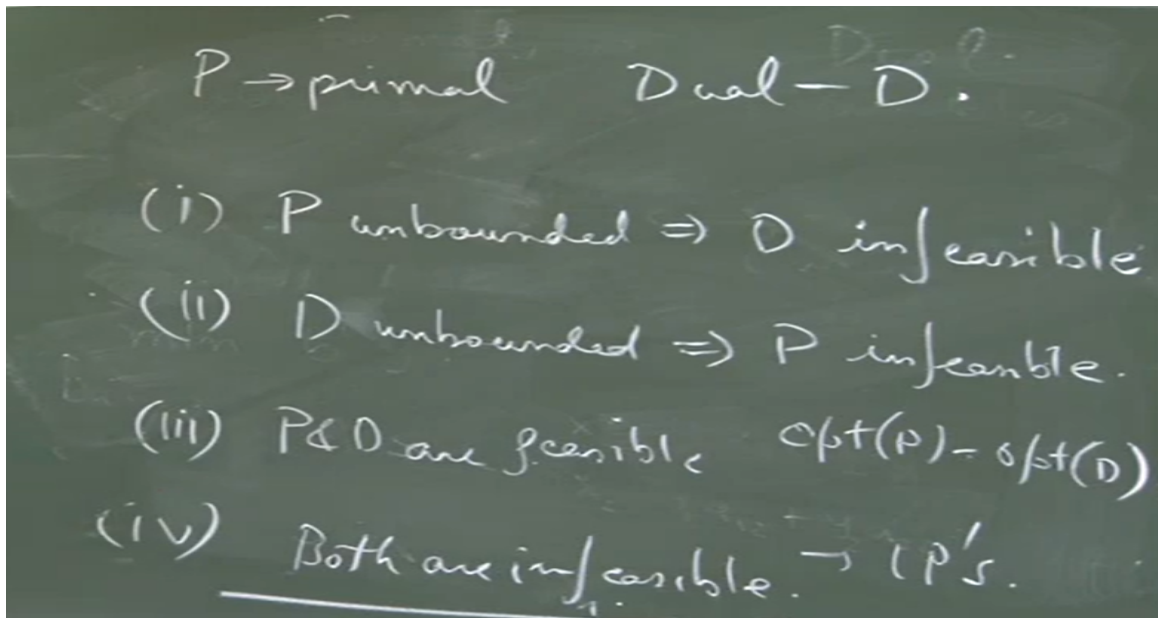 P → primal Dual – D.
(i) P unbounded ⇒ D infeasible
(ii) D unbounded ⇒ P infeasible.
(iii) P & D are feasible opt(P) = opt(D)
(iv) Both are infeasible. → LP's.